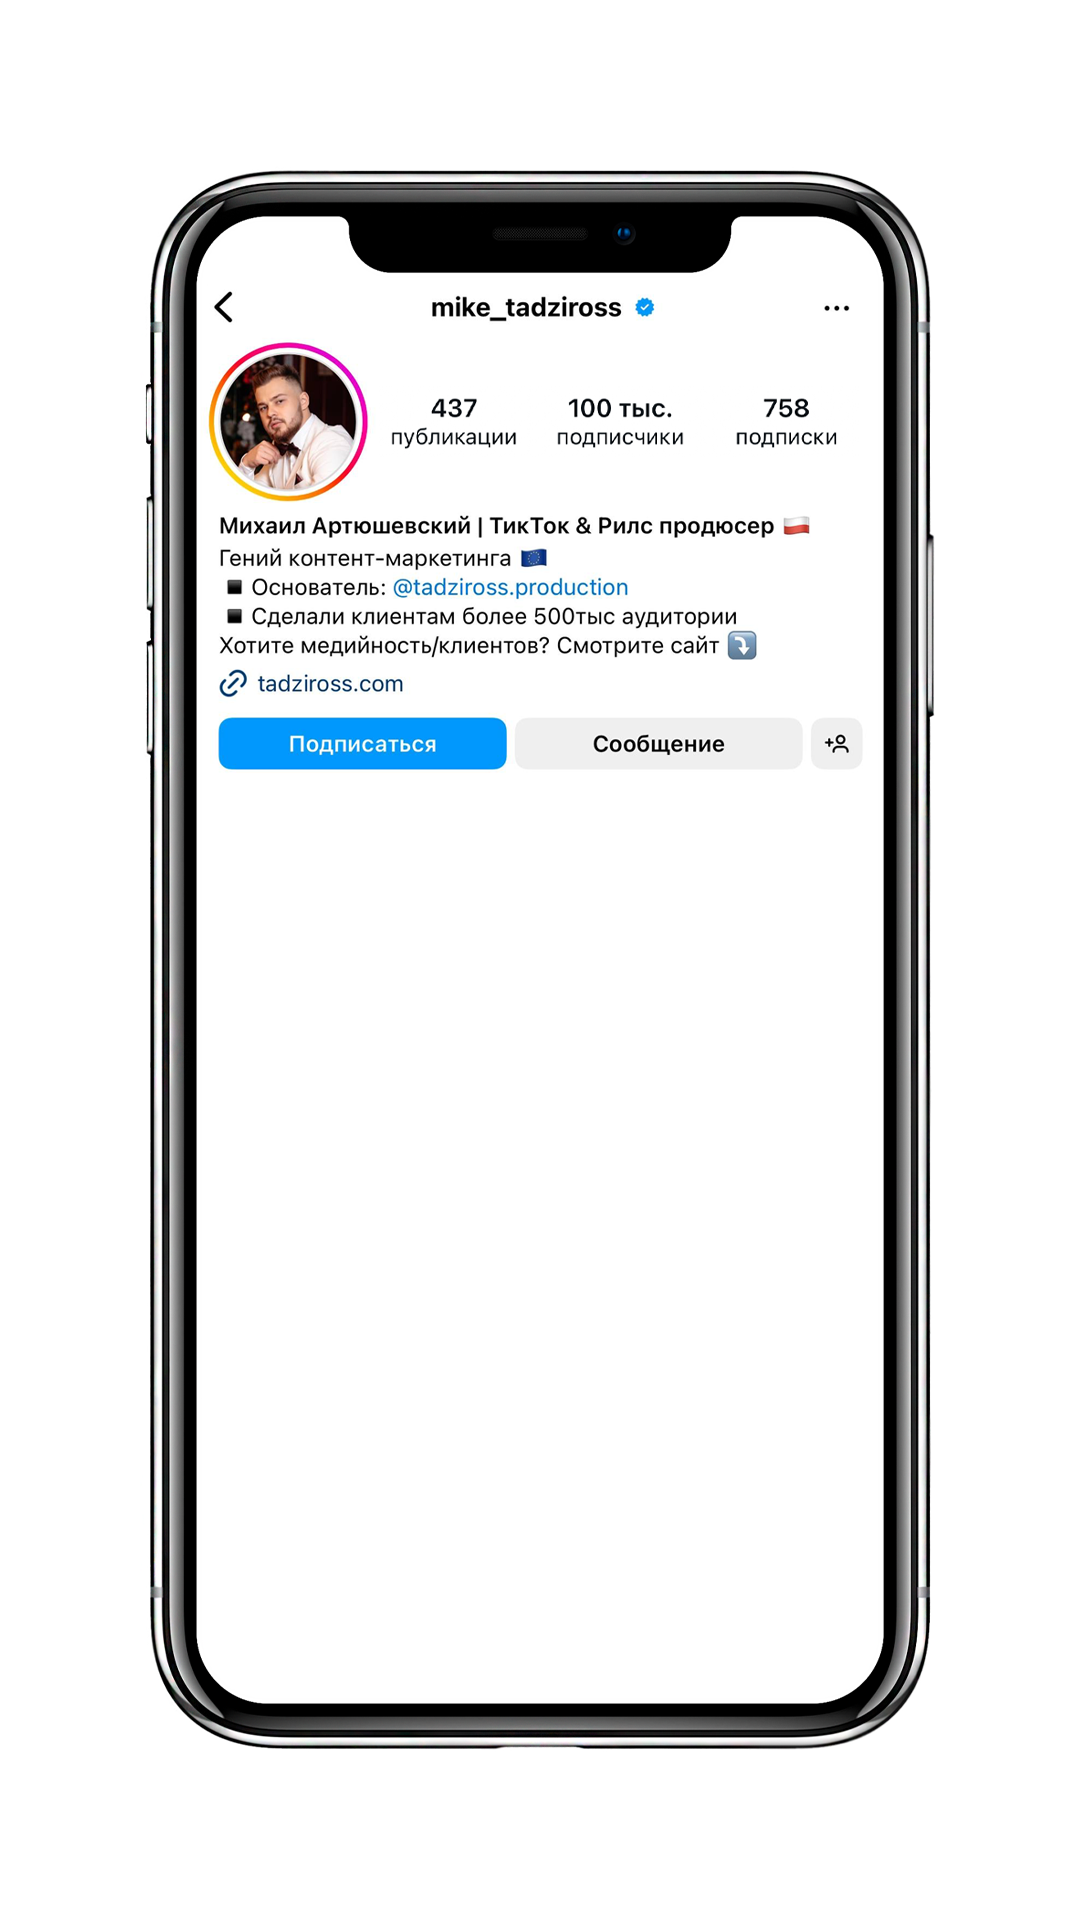 mike_tadziross
437 100 тыс. 758
публикации подписчики подписки
Михаил Артюшевский | ТикТок & Рилс продюсер 🇵🇱
Гений контент-маркетинга 🇪🇺
▪️ Основатель: @tadziross.production
▪️ Сделали клиентам более 500тыс аудитории
Хотите медийность/клиентов? Смотрите сайт ⤵️
tadziross.com
Подписаться Сообщение